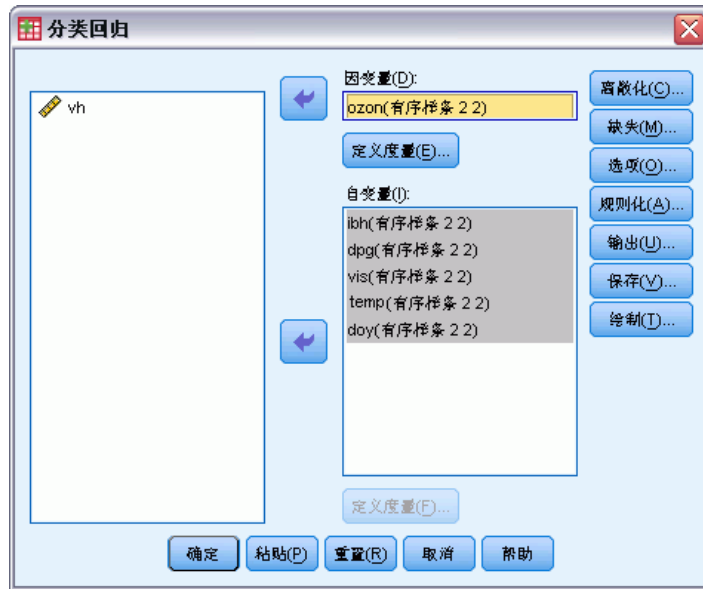 分类回归
vh
因变量(D):
ozon(有序样条 2 2)
定义度量(E)...
自变量(I):
ibh(有序样条 2 2)
dpg(有序样条 2 2)
vis(有序样条 2 2)
temp(有序样条 2 2)
doy(有序样条 2 2)
定义度量(F)...
离散化(C)...
缺失(M)...
选项(O)...
规则化(A)...
输出(U)...
保存(V)...
绘制(T)...
确定
粘贴(P)
重置(R)
取消
帮助